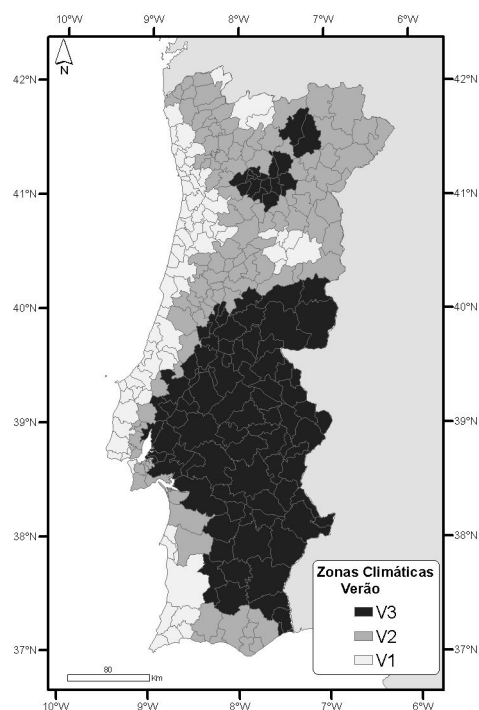 9°W 9°W 8°W 7°W 6°W
N
42°N 42°N
41°N 41°N
40°N 40°N
39°N 39°N
38°N 38°N
Zonas Climáticas
Verão
V3
V2
V1
37°N 37°N
80
Km
10°W 9°W 8°W 7°W 6°W